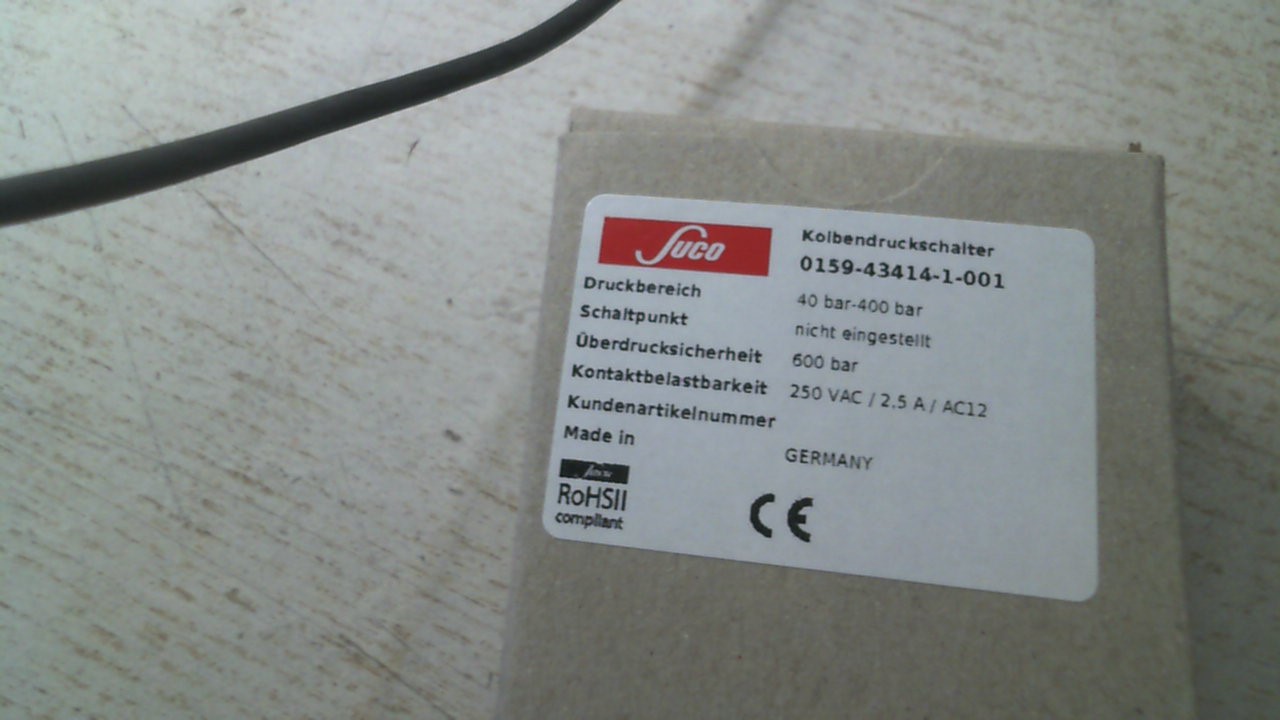 Suco
Kolbendruckschalter
0159-43414-1-001
Druckbereich 40 bar-400 bar
Schaltpunkt nicht eingestellt
Überdrucksicherheit 600 bar
Kontaktbelastbarkeit 250 VAC / 2.5 A / AC12
Kundenartikelnummer
Made in GERMANY
RoHSII
compliant
CE